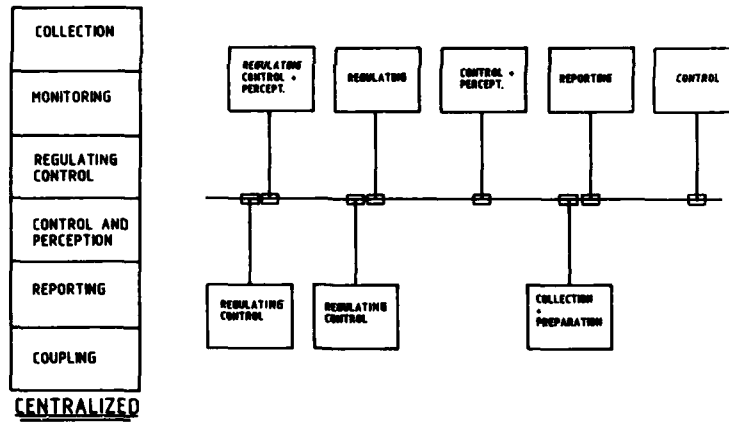 COLLECTION
MONITORING
REGULATING
CONTROL
CONTROL AND
PERCEPTION
REPORTING
COUPLING
CENTRALIZED
REGULATING
CONTROL +
PERCEPT.
REGULATING
CONTROL +
PERCEPT.
REPORTING
CONTROL
REGULATING
CONTROL
REGULATING
CONTROL
COLLECTION
+
PREPARATION